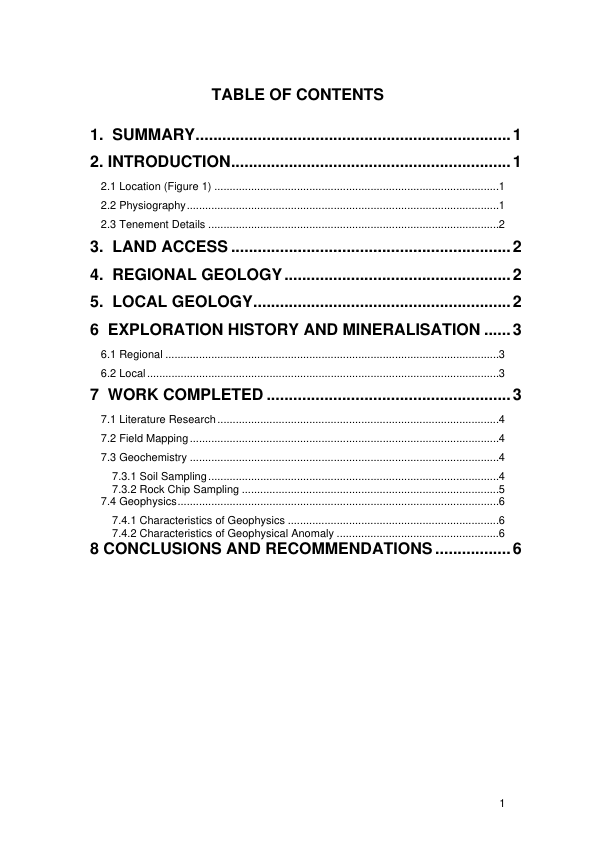 TABLE OF CONTENTS
1. SUMMARY......................................................................1
2. INTRODUCTION..............................................................1
2.1 Location (Figure 1) ...............................................................................................1
2.2 Physiography........................................................................................................1
2.3 Tenement Details .................................................................................................2
3. LAND ACCESS ..............................................................2
4. REGIONAL GEOLOGY..................................................2
5. LOCAL GEOLOGY.........................................................2
6 EXPLORATION HISTORY AND MINERALISATION ......3
6.1 Regional ................................................................................................................3
6.2 Local......................................................................................................................3
7 WORK COMPLETED ......................................................3
7.1 Literature Research..............................................................................................4
7.2 Field Mapping.......................................................................................................4
7.3 Geochemistry .......................................................................................................4
7.3.1 Soil Sampling.................................................................................................4
7.3.2 Rock Chip Sampling ......................................................................................5
7.4 Geophysics...........................................................................................................6
7.4.1 Characteristics of Geophysics .......................................................................6
7.4.2 Characteristics of Geophysical Anomaly ......................................................6
8 CONCLUSIONS AND RECOMMENDATIONS.................6
1